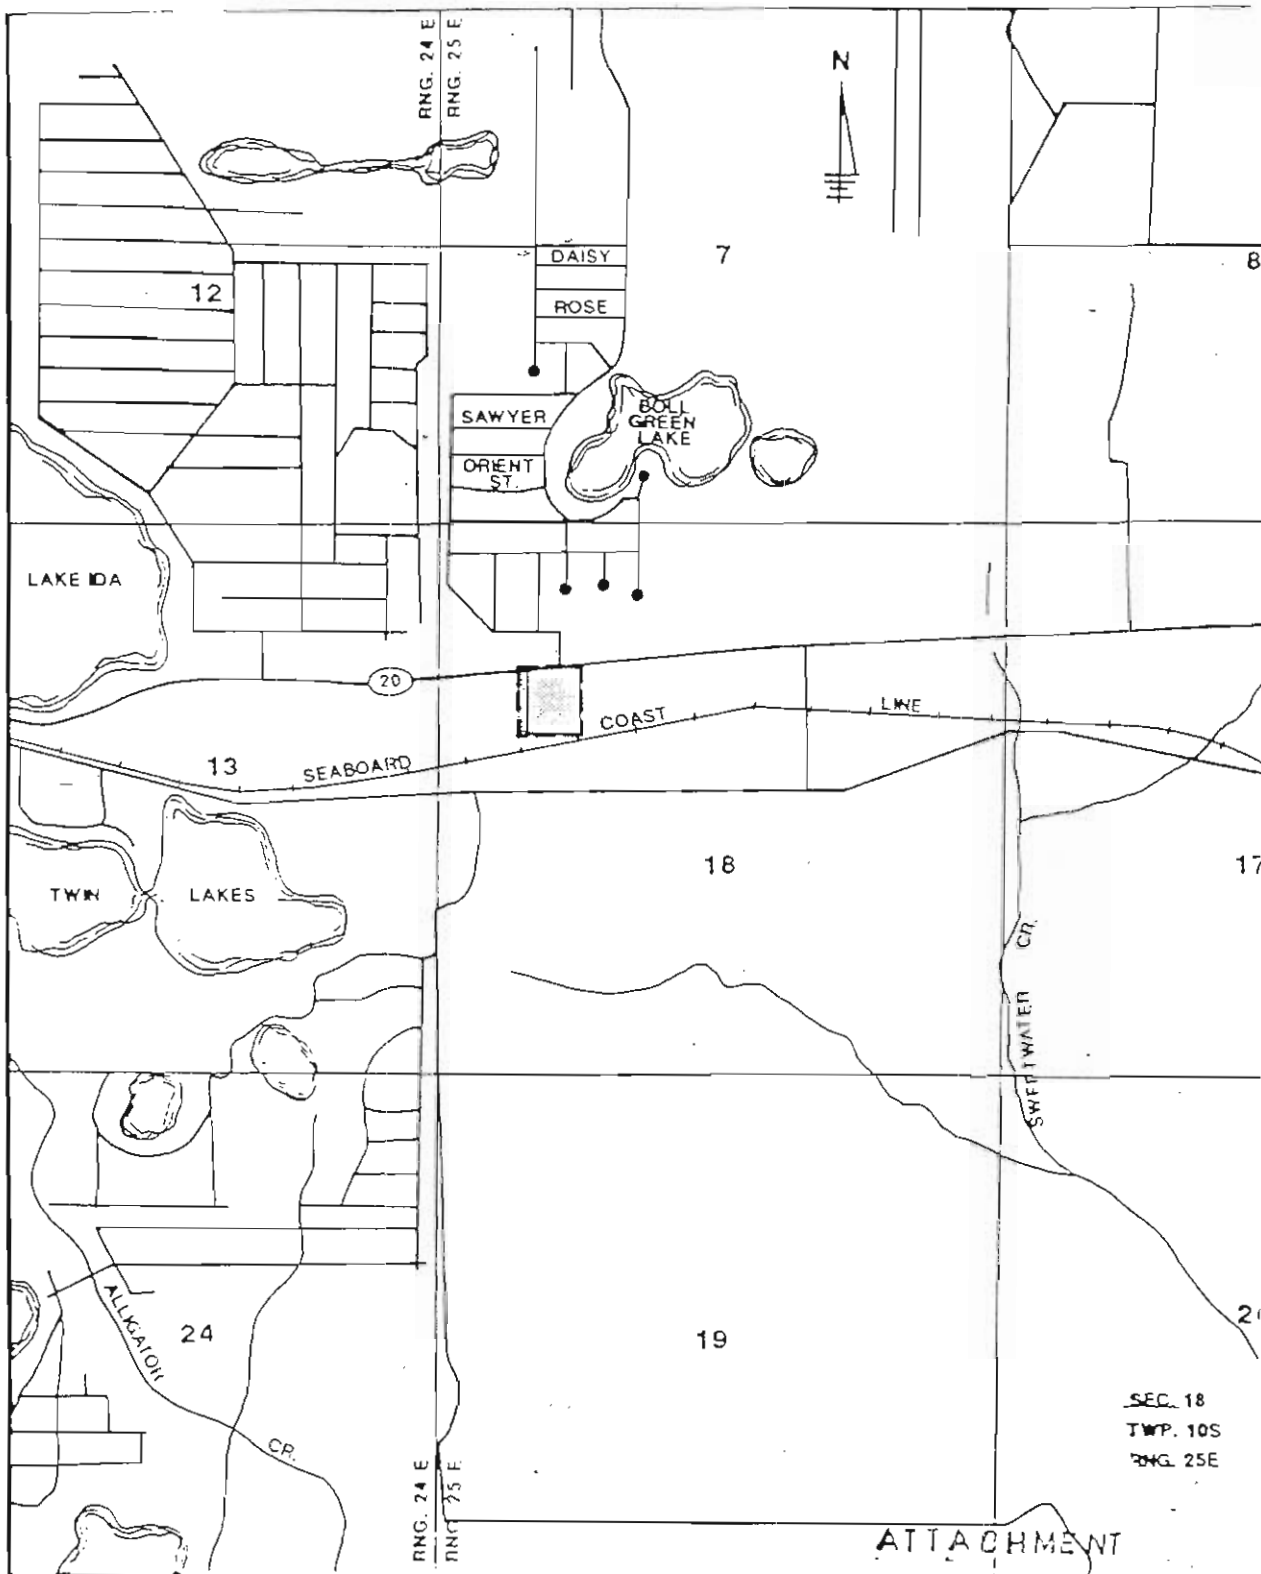 RNG. 24 E
RNG. 25 E
N
7
8
DAISY
12
ROSE
SAWYER
BOLL
GREEN
LAKE
ORIENT
ST.
LAKE IDA
20
COAST
LINE
13
SEABOARD
18
17
TWIN
LAKES
SWEETWATER CR.
ALLIGATOR
CR.
24
19
SEC. 18
TWP. 10S
RNG. 25E
RNG. 24 E
RNG. 25 E
ATTACHMENT